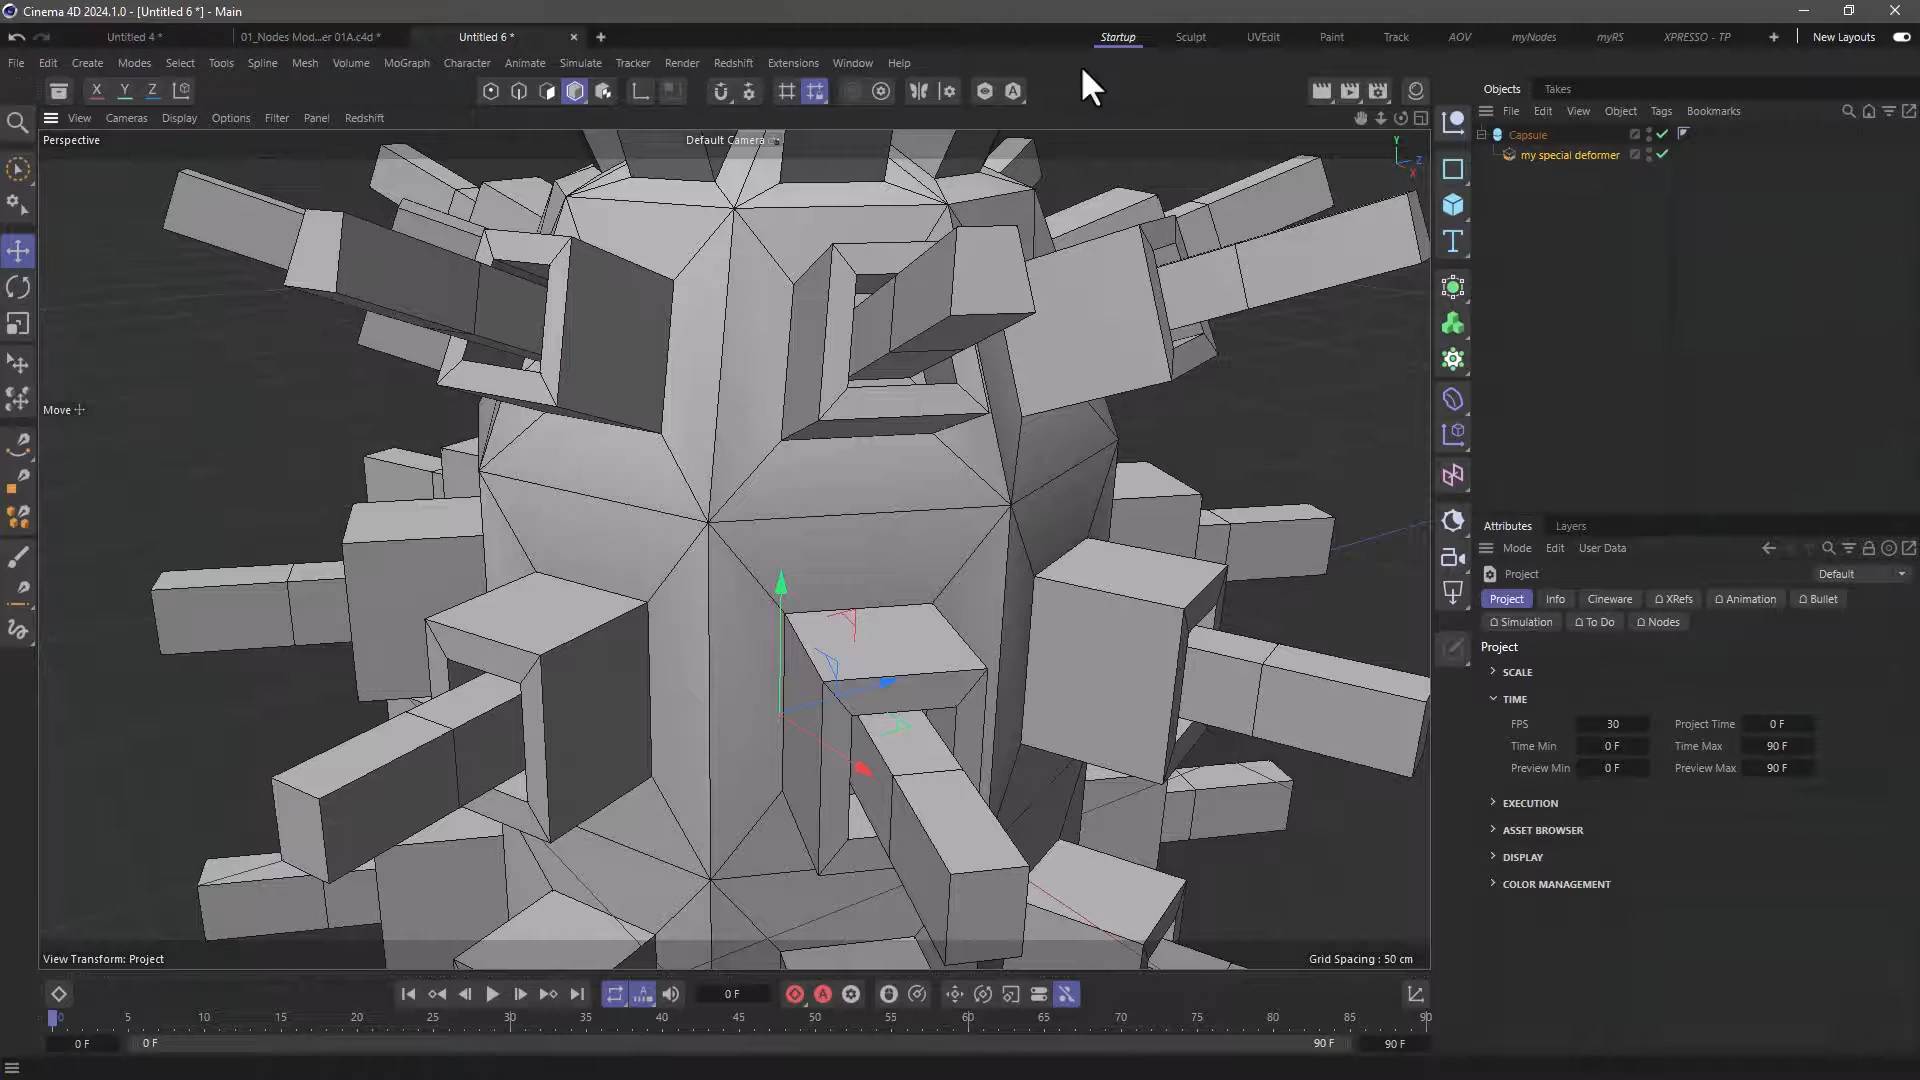 Cinema 4D 2024.1.0 - [Untitled 6 *] - Main
Untitled 4 *
01_Nodes Mod...er 01A.c4d *
Untitled 6 *
Startup
Sculpt
UVEdit
Paint
Track
AOV
myNodes
myRS
XPRESSO - TP
New Layouts
File Edit Create Modes Select Tools Spline Mesh Volume MoGraph Character Animate Simulate Tracker Render Redshift Extensions Window Help
X Y Z
Objects Takes
View Cameras Display Options Filter Panel Redshift
File Edit View Object Tags Bookmarks
Perspective
Default Camera
Y
Z
X
Capsule
my special deformer
Move
Attributes Layers
Mode Edit User Data
Project
Default
Project Info Cineware XRefs Animation Bullet
Simulation To Do Nodes
Project
SCALE
TIME
FPS 30 Project Time 0 F
Time Min 0 F Time Max 90 F
Preview Min 0 F Preview Max 90 F
EXECUTION
ASSET BROWSER
DISPLAY
COLOR MANAGEMENT
View Transform: Project
Grid Spacing : 50 cm
0 F
0 5 10 15 20 25 30 35 40 45 50 55 60 65 70 75 80 85 90
0 F 0 F 90 F 90 F